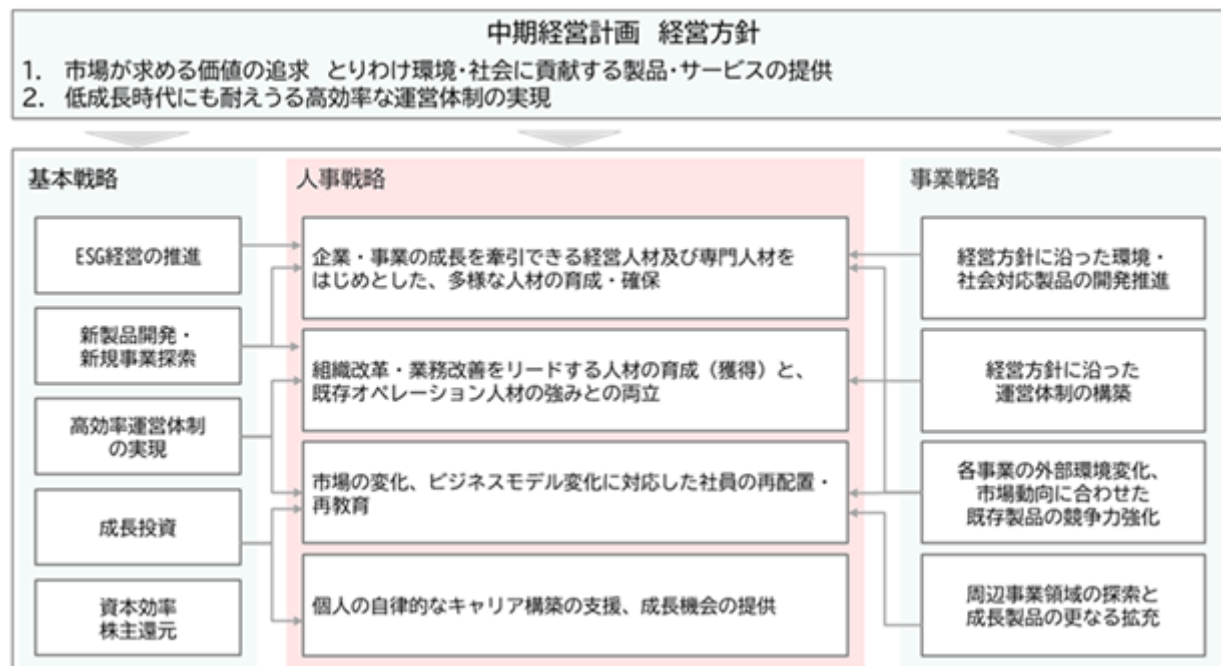 中期経営計画 経営方針
1. 市場が求める価値の追求 とりわけ環境・社会に貢献する製品・サービスの提供
2. 低成長時代にも耐えうる高効率な運営体制の実現
基本戦略
ESG経営の推進
新製品開発・
新規事業探索
高効率運営体制
の実現
成長投資
資本効率
株主還元
人事戦略
企業・事業の成長を牽引できる経営人材及び専門人材を
はじめとした、多様な人材の育成・確保
組織改革・業務改善をリードする人材の育成（獲得）と、
既存オペレーション人材の強みとの両立
市場の変化、ビジネスモデル変化に対応した社員の再配置・
再教育
個人の自律的なキャリア構築の支援、成長機会の提供
事業戦略
経営方針に沿った環境・
社会対応製品の開発推進
経営方針に沿った
運営体制の構築
各事業の外部環境変化、
市場動向に合わせた
既存製品の競争力強化
周辺事業領域の探索と
成長製品の更なる拡充